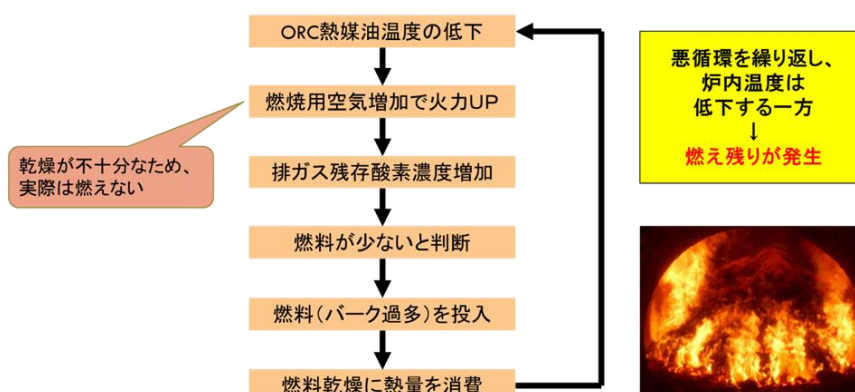 ORC熱媒油温度の低下
燃焼用空気増加で火力UP
乾燥が不十分なため、
実際は燃えない
排ガス残存酸素濃度増加
燃料が少ないと判断
燃料(バーク過多)を投入
燃料乾燥に熱量を消費
悪循環を繰り返し、
炉内温度は
低下する一方
↓
燃え残りが発生